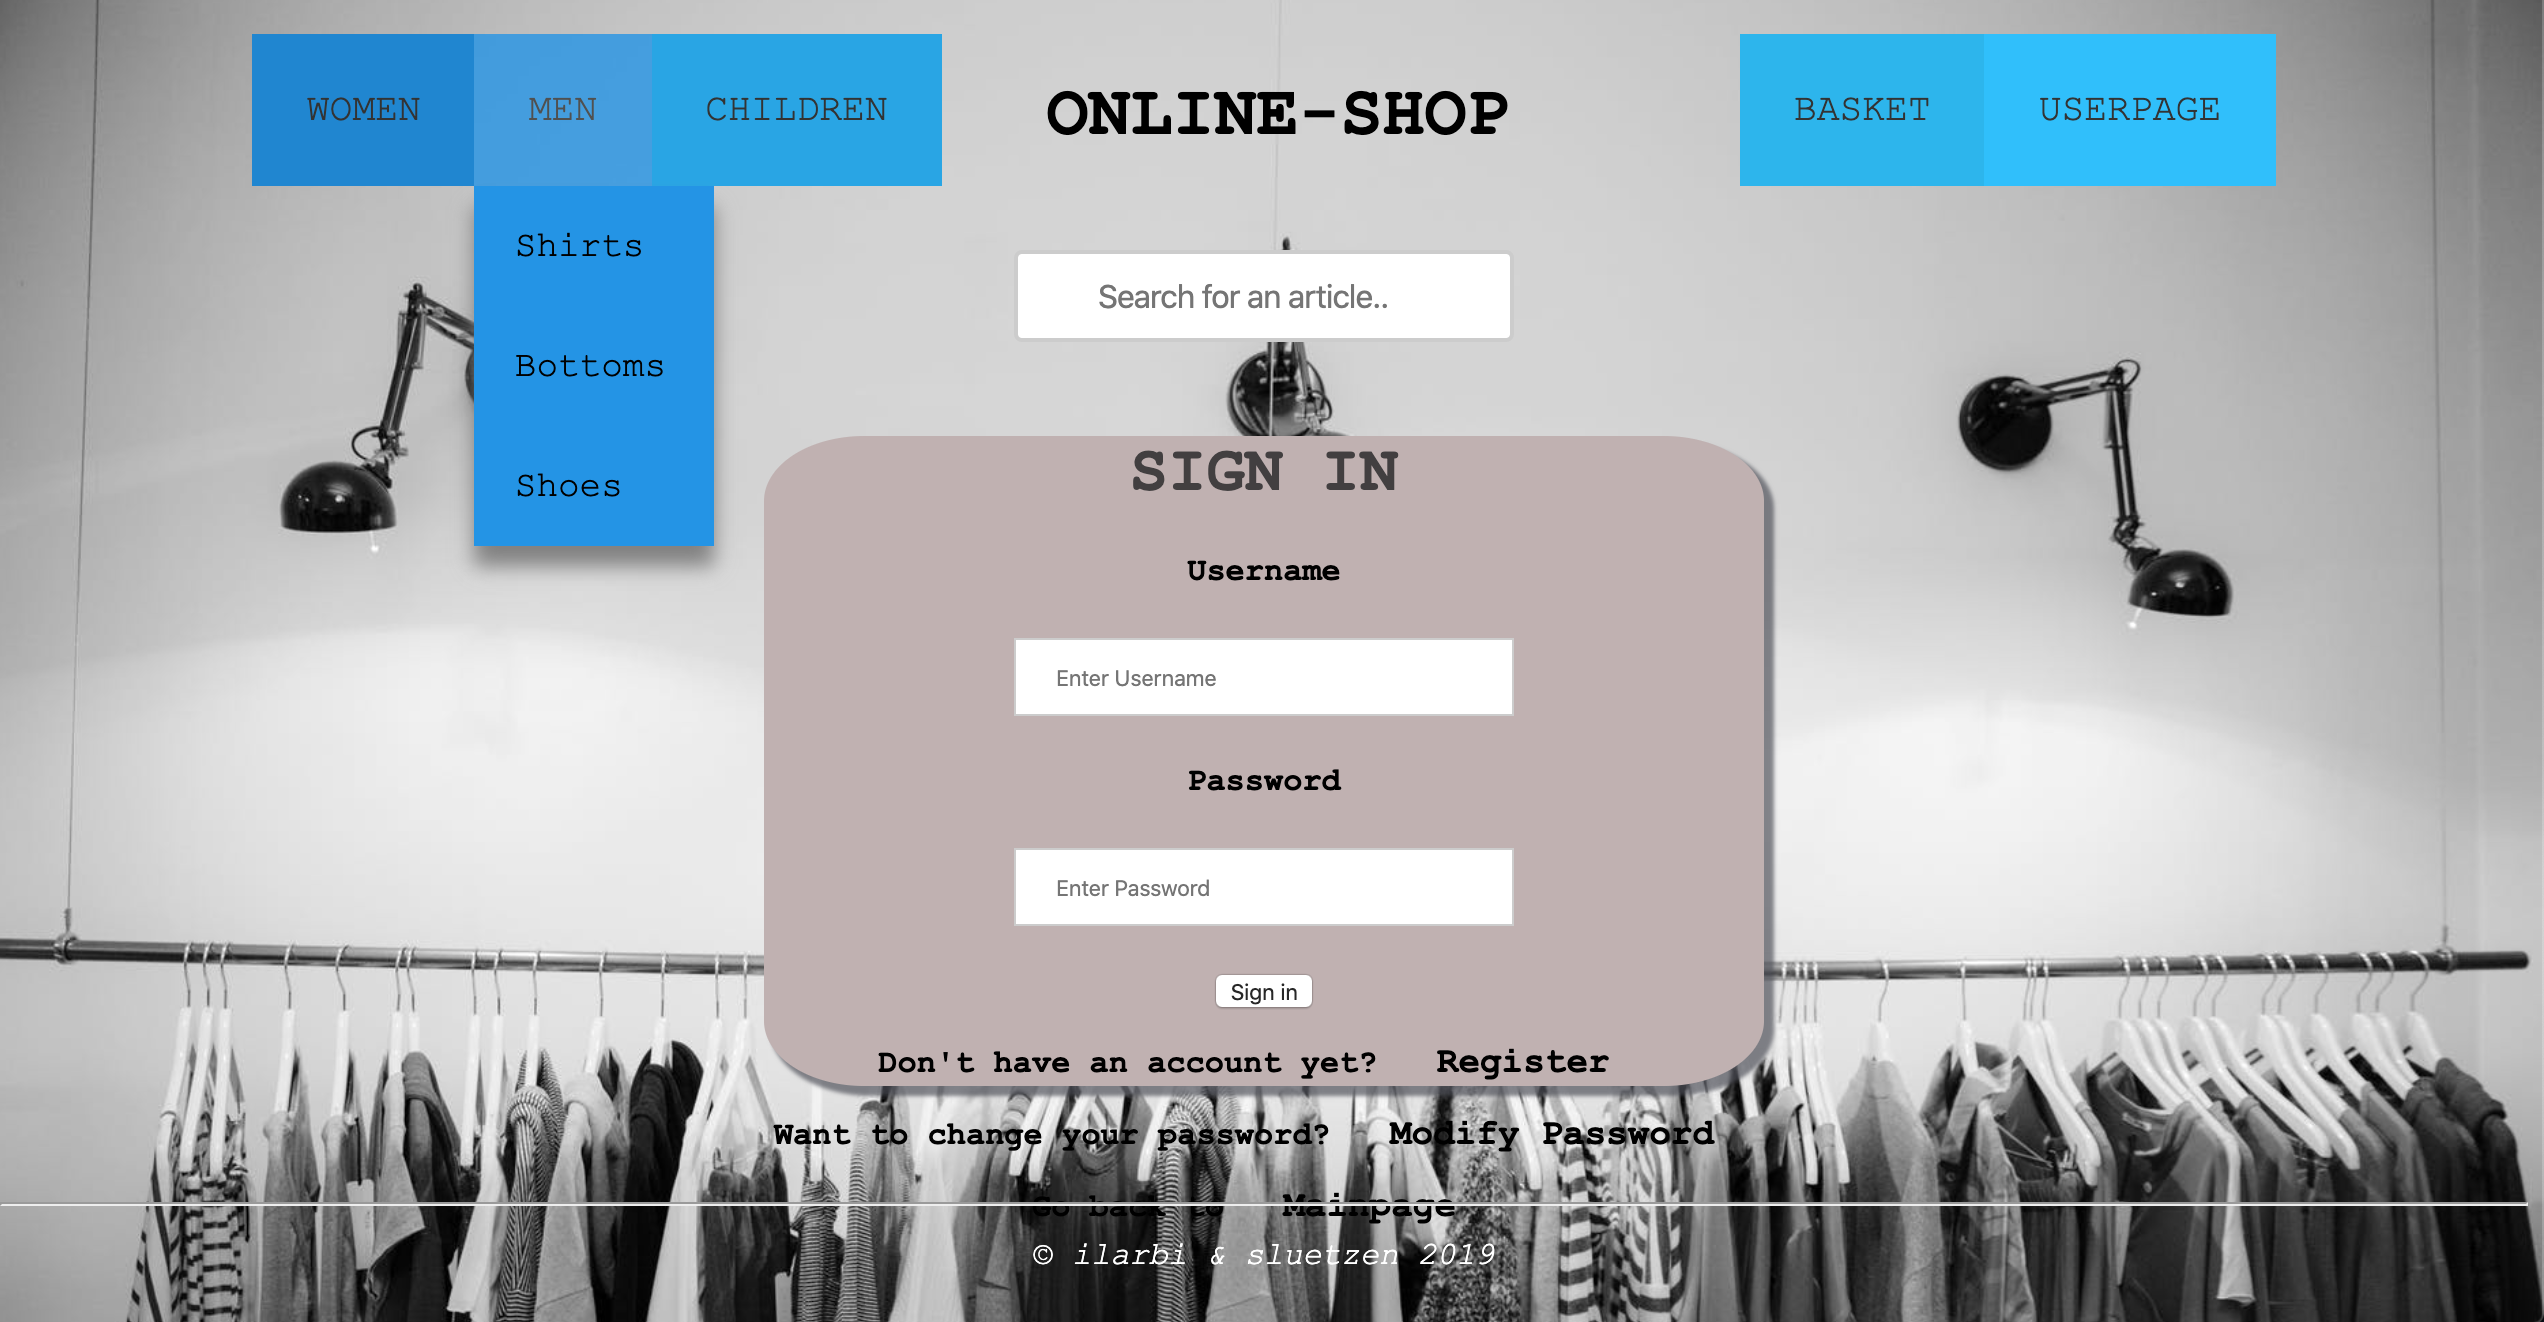 WOMEN MEN CHILDREN ONLINE-SHOP BASKET USERPAGE
Shirts
Bottoms
Shoes
Search for an article..
SIGN IN
Username
Enter Username
Password
Enter Password
Sign in
Don't have an account yet? Register
Want to change your password? Modify Password
Go back to Mainpage
© ilarbi & sluetzen 2019